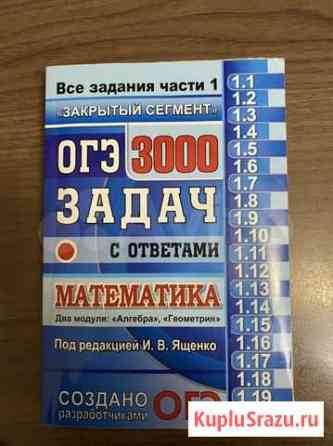 Все задания части 1
«ЗАКРЫТЫЙ СЕГМЕНТ»
ОГЭ 3000
ЗАДАЧ
С ОТВЕТАМИ
МАТЕМАТИКА
Два модуля: «Алгебра», «Геометрия»
Под редакцией И. В. Ященко
СОЗДАНО
разработчиками ОГЭ
1.1
1.2
1.3
1.4
1.5
1.6
1.7
1.8
1.9
1.10
1.11
1.12
1.13
1.14
1.15
1.16
1.17
1.18
1.19
KupluSrazu.ru